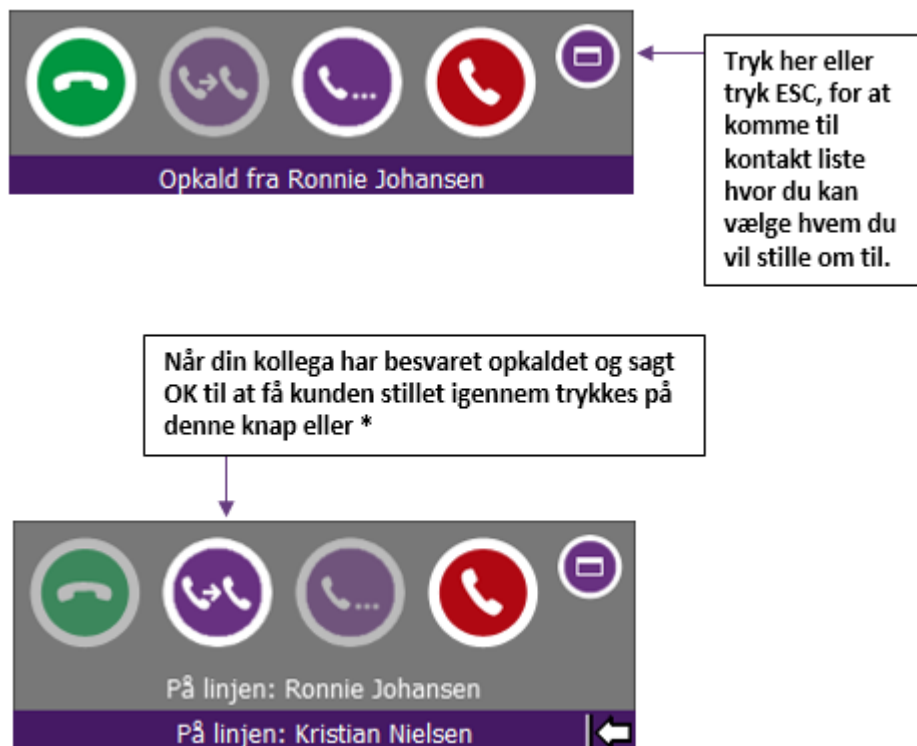 Opkald fra Ronnie Johansen
Tryk her eller
tryk ESC, for at
komme til
kontakt liste
hvor du kan
vælge hvem du
vil stille om til.
Når din kollega har besvaret opkaldet og sagt
OK til at få kunden stillet igennem trykkes på
denne knap eller *
På linjen: Ronnie Johansen
På linjen: Kristian Nielsen